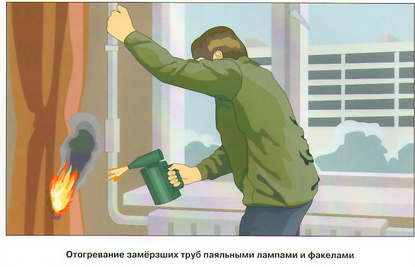 Отогревание замёрзших труб паяльными лампами и факелами